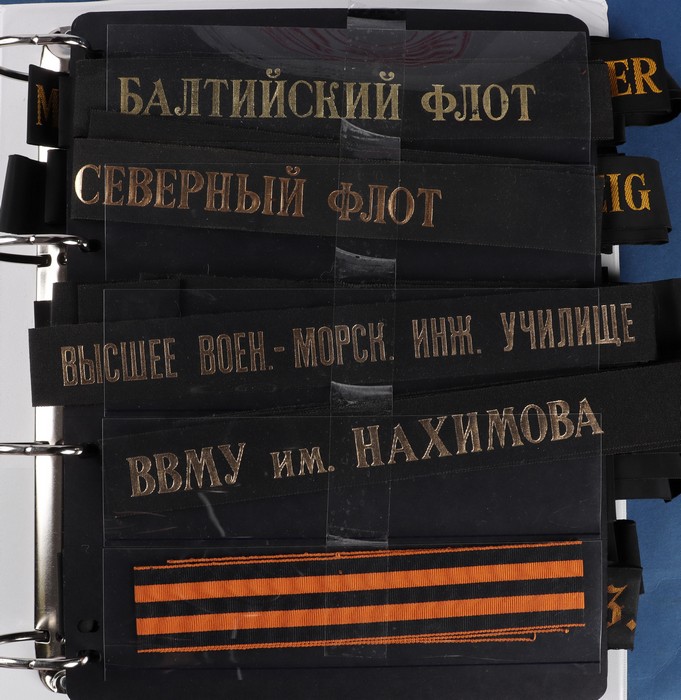 БАЛТИЙСКИЙ ФЛОТ
СЕВЕРНЫЙ ФЛОТ
ВЫСШЕЕ ВОЕН.-МОРСК. ИНЖ. УЧИЛИЩЕ
ВВМУ им. НАХИМОВА